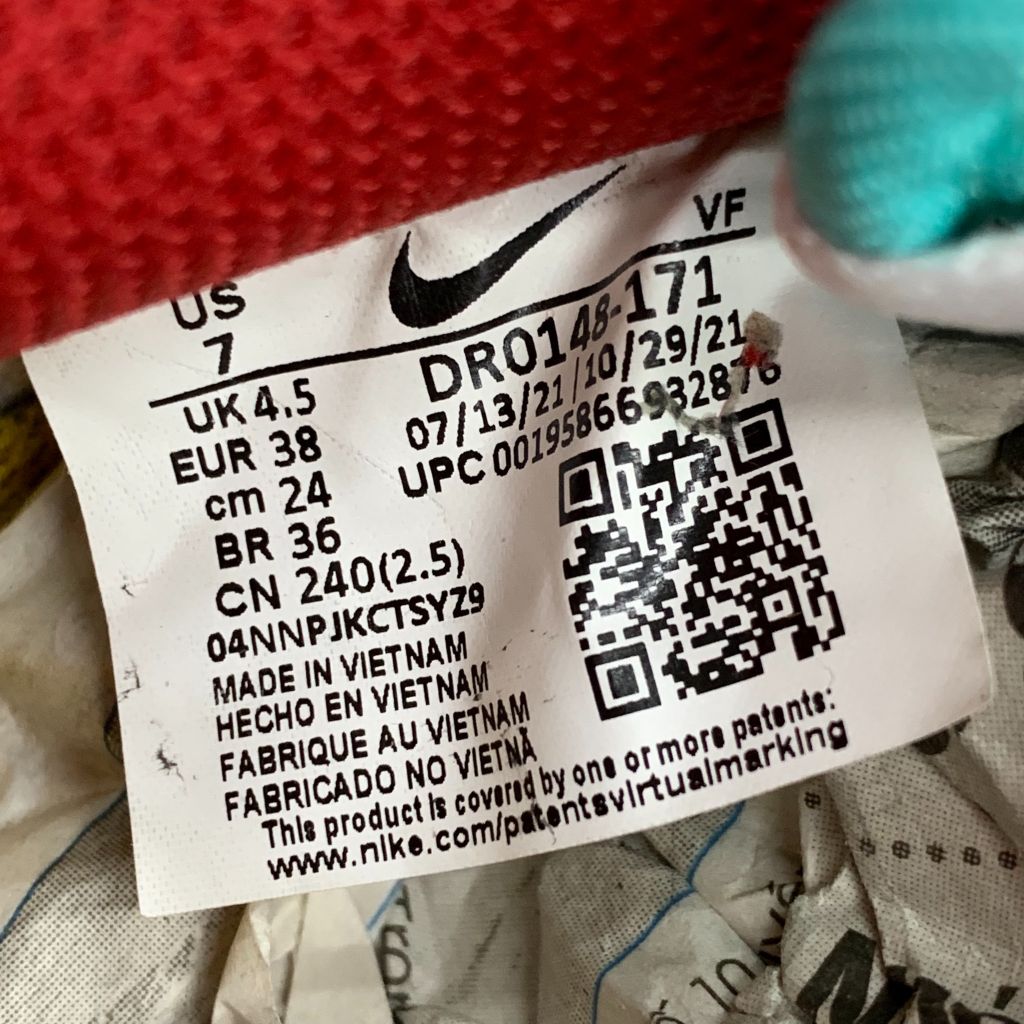 VF
US
7
DR0148-171
UK 4.5
07/13/21/10/29/21
EUR 38
UPC 00195866932876
cm 24
BR 36
CN 240(2.5)
04NNPJKCTSYZ9
MADE IN VIETNAM
HECHO EN VIETNAM
FABRIQUE AU VIETNAM
FABRICADO NO VIETNÃ
This product is covered by one or more patents:
www.nike.com/patentsvirtualmarking